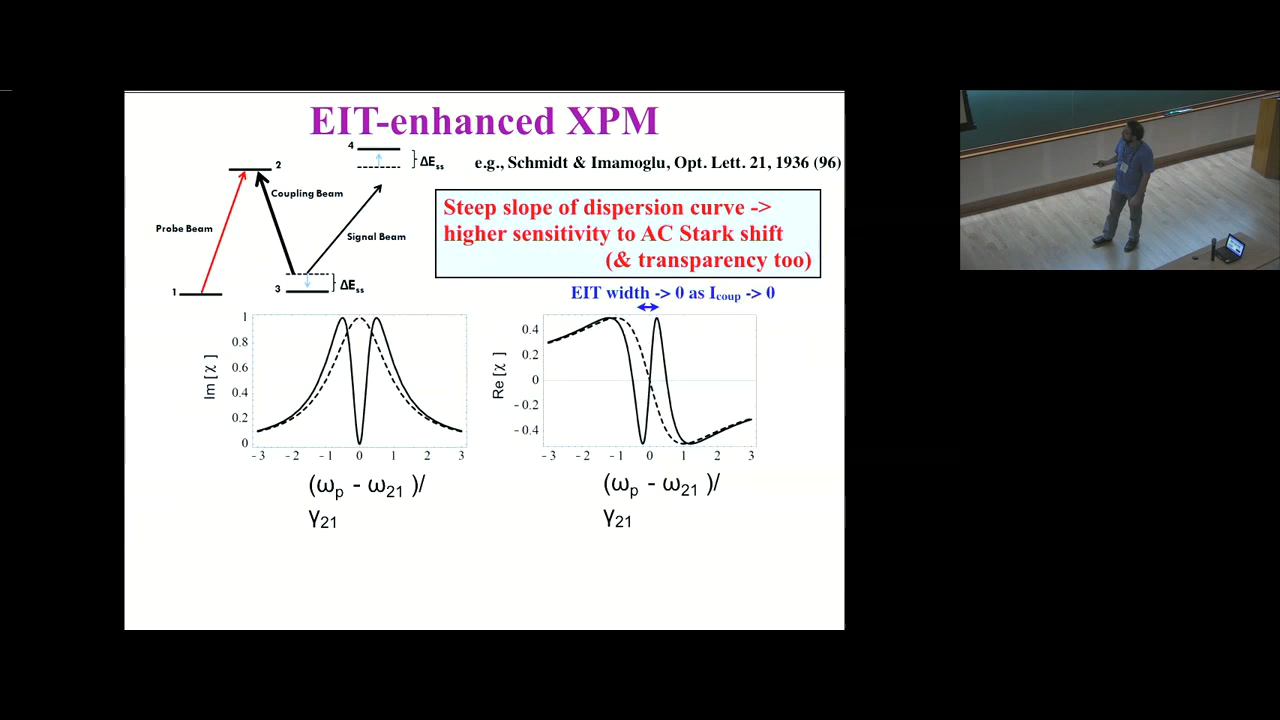 EIT-enhanced XPM
4
ΔEss
e.g., Schmidt & Imamoglu, Opt. Lett. 21, 1936 (96)
2
Coupling Beam
Probe Beam
Signal Beam
Steep slope of dispersion curve ->
higher sensitivity to AC Stark shift
(& transparency too)
1
3
ΔEss
EIT width -> 0 as Icoup -> 0
Im [χ ]
1
0.8
0.6
0.4
0.2
0
-3 -2 -1 0 1 2 3
(ωp - ω21 )/
γ21
Re [χ ]
0.4
0.2
0
-0.2
-0.4
-3 -2 -1 0 1 2 3
(ωp - ω21 )/
γ21